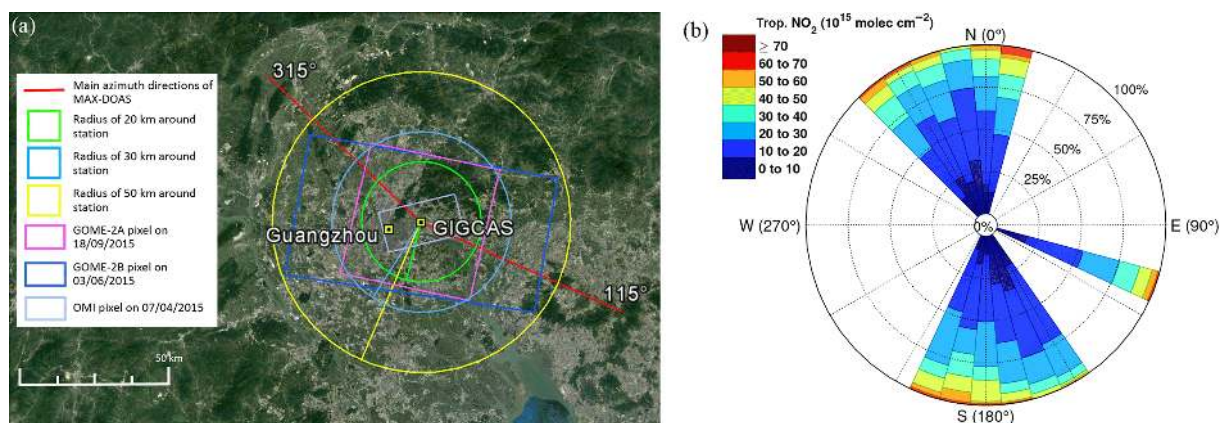 (a)
315°
Main azimuth directions of
MAX-DOAS
Radius of 20 km around
station
Radius of 30 km around
station
Radius of 50 km around
station
GOME-2A pixel on
18/09/2015
GOME-2B pixel on
03/06/2015
OMI pixel on 07/04/2015
Guangzhou
GIGCAS
115°
50 km
(b)
Trop. NO₂ (10¹⁵ molec cm⁻²)
≥ 70
60 to 70
50 to 60
40 to 50
30 to 40
20 to 30
10 to 20
0 to 10
N (0°)
100%
75%
50%
25%
0%
W (270°)
E (90°)
S (180°)